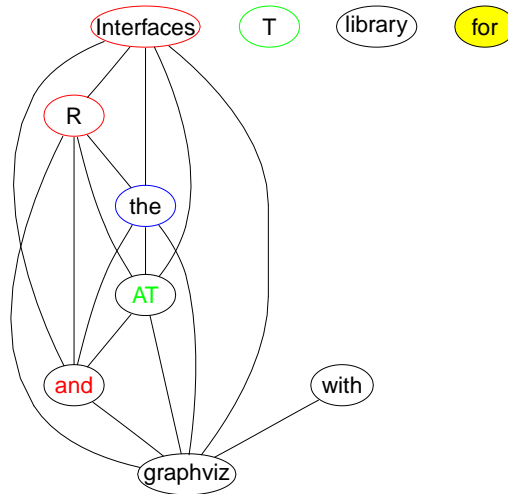 Interfaces T library for
R
the
AT
and with
graphviz